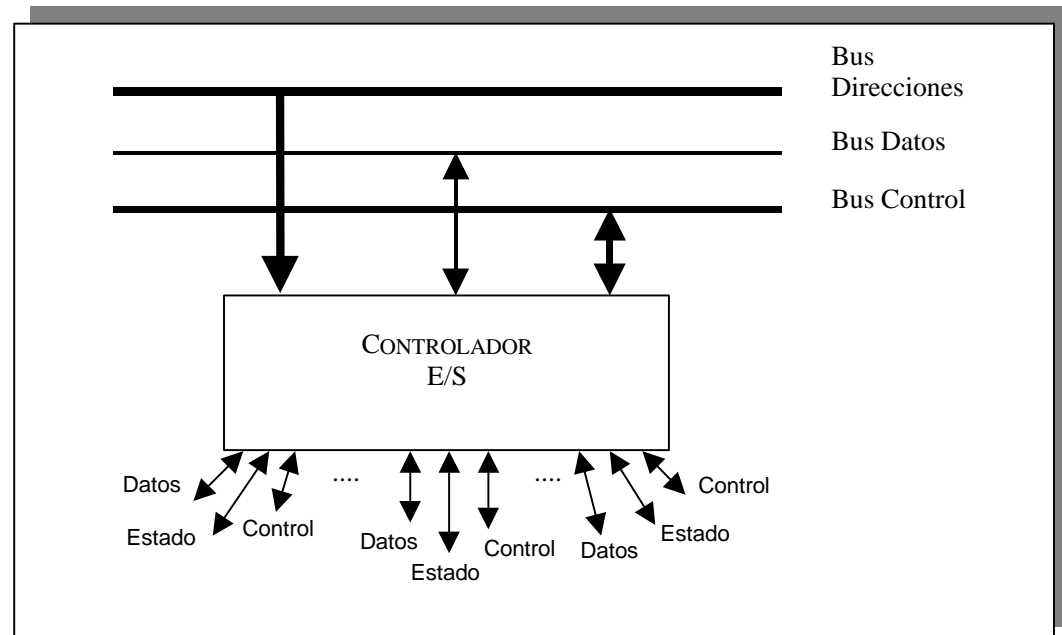 Bus
Direcciones
Bus Datos
Bus Control
CONTROLADOR
E/S
Datos
Estado
Control
....
Datos
Estado
Control
....
Datos
Estado
Control